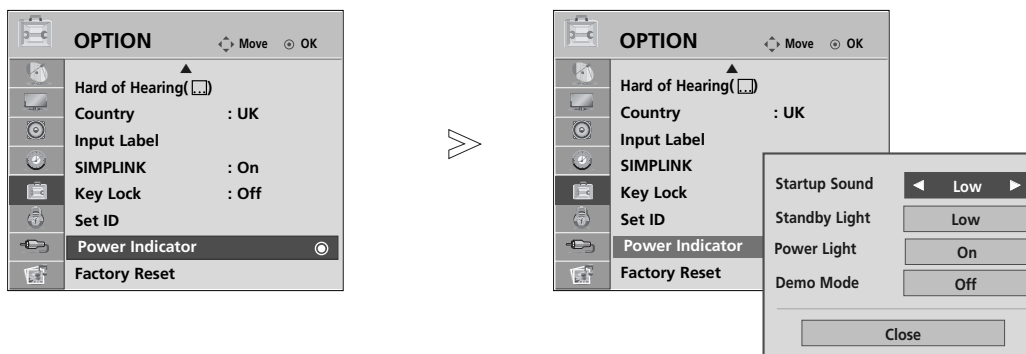 OPTION
Move
OK
Hard of Hearing( )
Country : UK
Input Label
SIMPLINK : On
Key Lock : Off
Set ID
Power Indicator
Factory Reset
OPTION
Move
OK
Hard of Hearing( )
Country : UK
Input Label
SIMPLINK
Key Lock
Set ID
Power Indicator
Factory Reset
Startup Sound Low
Standby Light Low
Power Light On
Demo Mode Off
Close